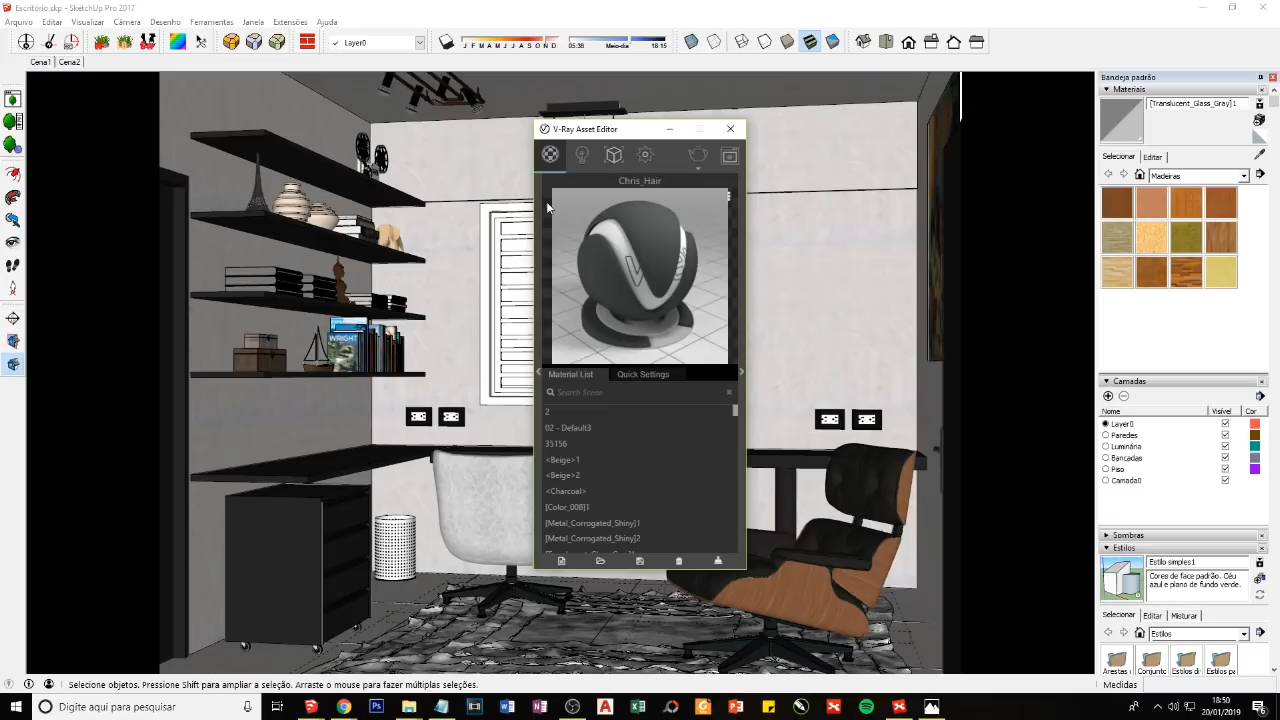 Escritório.skp - SketchUp Pro 2017
Arquivo Editar Visualizar Câmera Desenho Ferramentas Janela Extensões Ajuda
Layer0
J F M A M J J A S O N D
05:38 Meio-dia 18:15
Cena1 Cena2
Bandeja padrão
Materiais
[Translucent_Glass_Gray]1
Selecionar Editar
Madeiras
V-Ray Asset Editor
Chris_Hair
Material List Quick Settings
Search Scene
2
02 - Default3
35156
<Beige>1
<Beige>2
<Charcoal>
[Color_008]1
[Metal_Corrogated_Shiny]1
[Metal_Corrogated_Shiny]2
WRIGHT
Camadas
Nome Visível Cor
Layer0
Paredes
Luminária
Bancadas
Piso
Camada0
Sombras
Estilos
Estilo simples1
Cores de face padrão. Céu
azul e plano de fundo verde.
Selecionar Editar Misturar
Estilos
Arestas
Conjunto
Estilos di
Estilos pr
Selecione objetos. Pressione Shift para ampliar a seleção. Arraste o mouse para fazer múltiplas seleções.
Medidas
Digite aqui para pesquisar
18:50
20/01/2019